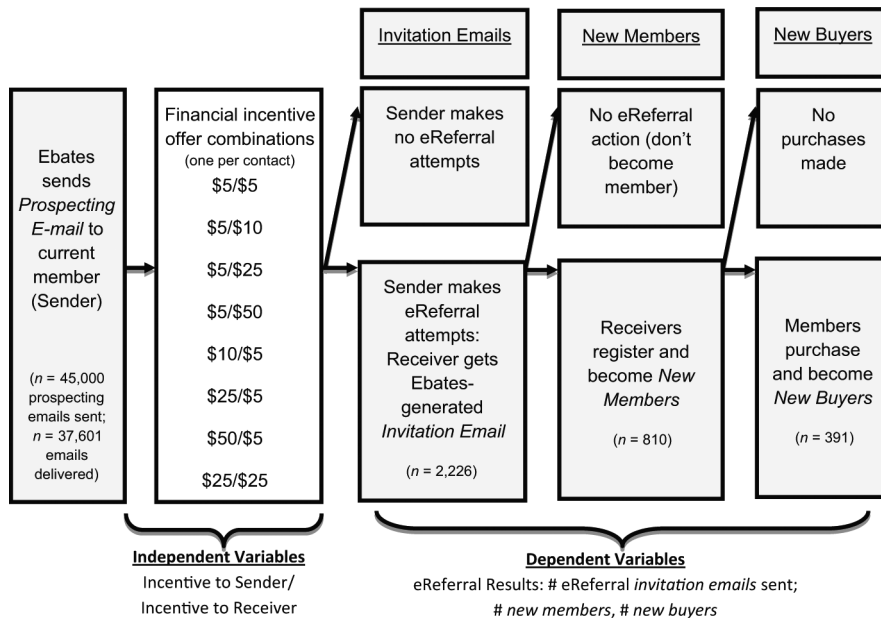 Invitation Emails
New Members
New Buyers
Ebates
sends
Prospecting
E-mail to
current
member
(Sender)
(n = 45,000
prospecting
emails sent;
n = 37,601
emails
delivered)
Financial incentive
offer combinations
(one per contact)
$5/$5
$5/$10
$5/$25
$5/$50
$10/$5
$25/$5
$50/$5
$25/$25
Sender makes
no eReferral
attempts
Sender makes
eReferral
attempts:
Receiver gets
Ebates-
generated
Invitation Email
(n = 2,226)
No eReferral
action (don't
become
member)
Receivers
register and
become New
Members
(n = 810)
No
purchases
made
Members
purchase
and become
New Buyers
(n = 391)
Independent Variables
Incentive to Sender/
Incentive to Receiver
Dependent Variables
eReferral Results: # eReferral invitation emails sent;
# new members, # new buyers